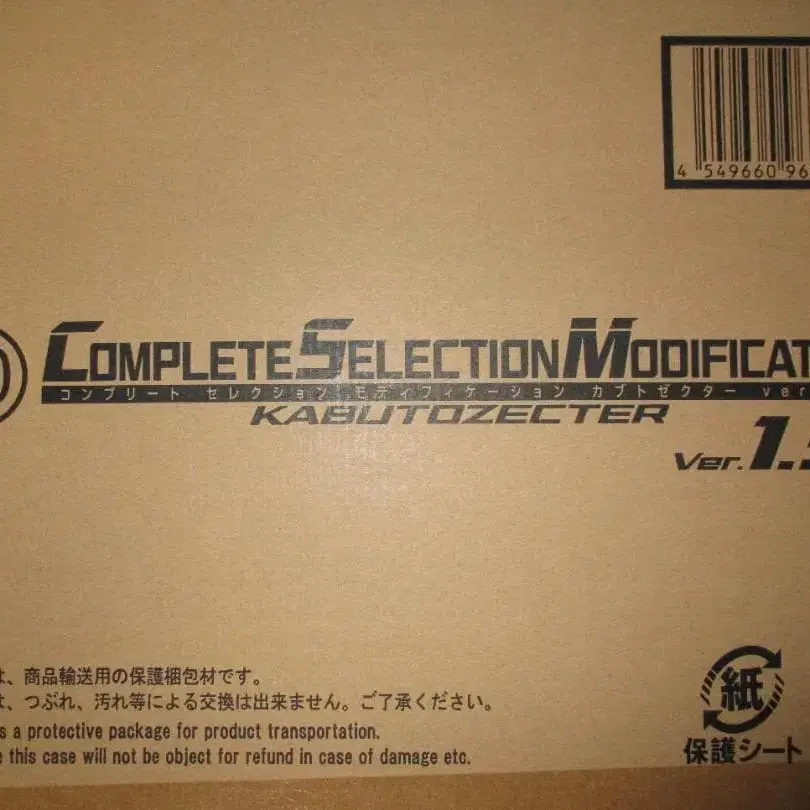 4 549660 96
COMPLETE SELECTION MODIFICAT
コンプリート セレクション モディフィケーション カブトゼクター ver
KABUTOZECTER
Ver.1.
は、商品輸送用の保護梱包材です。
は、つぶれ、汚れ等による交換は出来ません。ご了承ください。
s a protective package for product transportation.
this case will not be object for refund in case of damage etc.
紙
保護シート